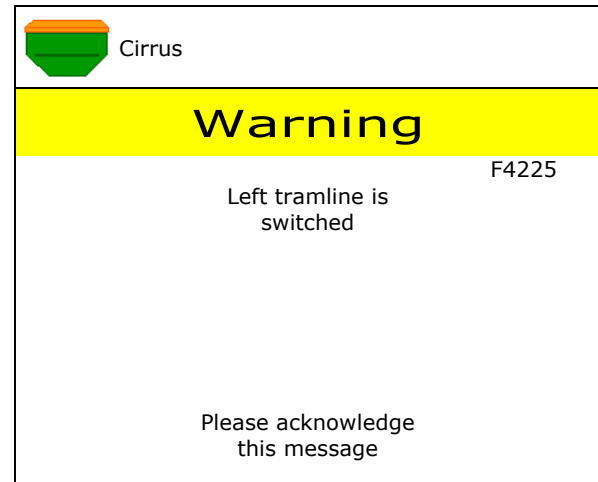 Cirrus
Warning
F4225
Left tramline is
switched
Please acknowledge
this message